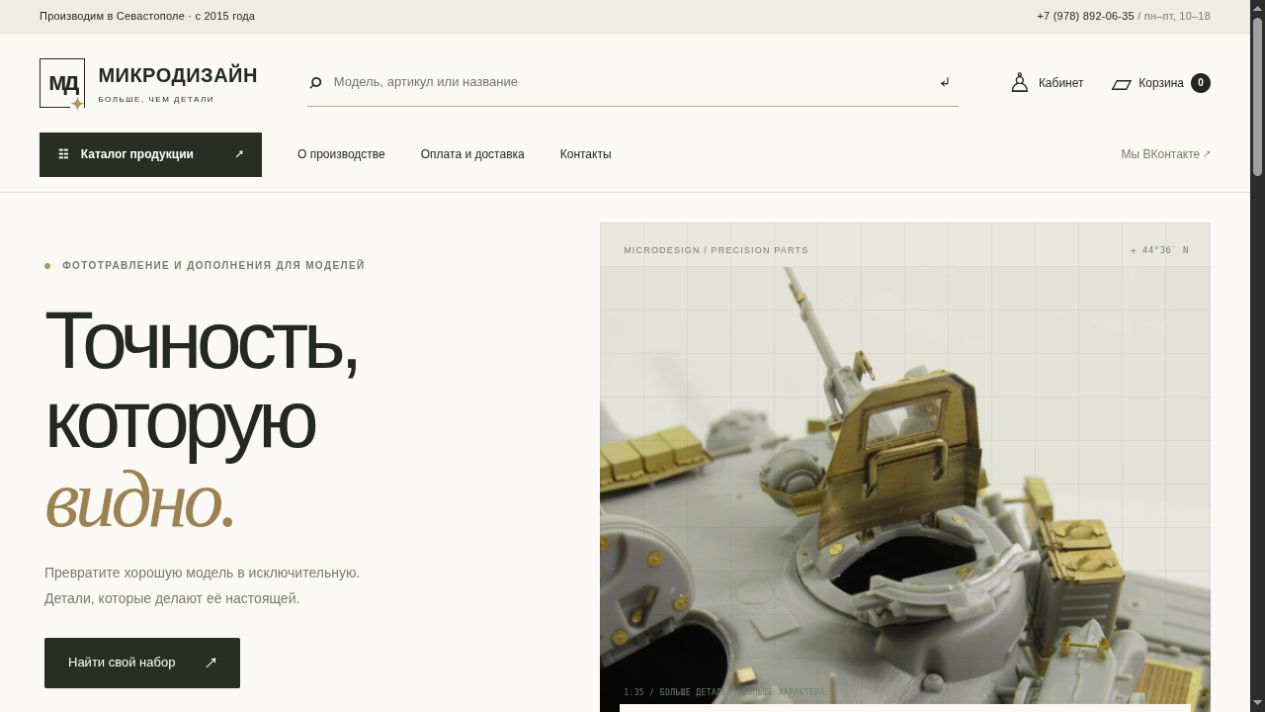 Производим в Севастополе · с 2015 года
+7 (978) 892-06-35 / пн–пт, 10–18
мд
МИКРОДИЗАЙН
БОЛЬШЕ, ЧЕМ ДЕТАЛИ
Модель, артикул или название
Кабинет
Корзина 0
Каталог продукции
О производстве
Оплата и доставка
Контакты
Мы ВКонтакте ↗
ФОТОТРАВЛЕНИЕ И ДОПОЛНЕНИЯ ДЛЯ МОДЕЛЕЙ
Точность,
которую
видно.
Превратите хорошую модель в исключительную.
Детали, которые делают её настоящей.
Найти свой набор ↗
MICRODESIGN / PRECISION PARTS
+ 44°36′ N
1:35 / БОЛЬШЕ ДЕТАЛЕЙ. БОЛЬШЕ ХАРАКТЕРА.